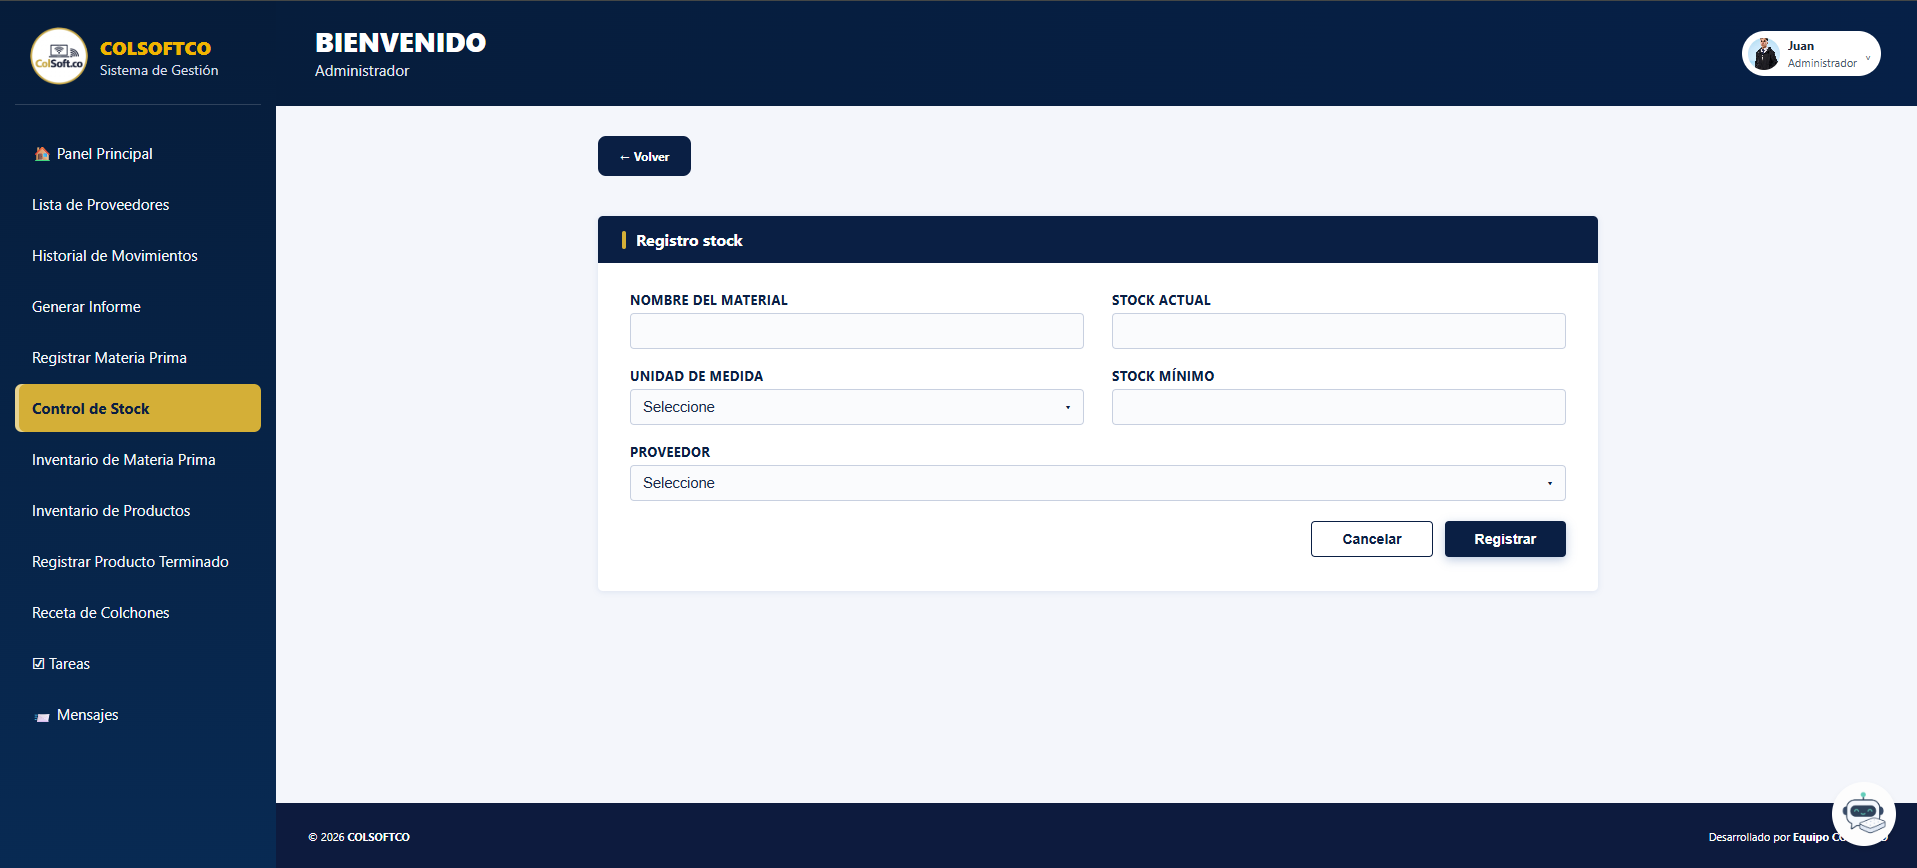 ColSoft.co
COLSOFTCO
Sistema de Gestión
BIENVENIDO
Administrador
Juan
Administrador
Panel Principal
Lista de Proveedores
Historial de Movimientos
Generar Informe
Registrar Materia Prima
Control de Stock
Inventario de Materia Prima
Inventario de Productos
Registrar Producto Terminado
Receta de Colchones
☑ Tareas
Mensajes
← Volver
Registro stock
NOMBRE DEL MATERIAL
STOCK ACTUAL
UNIDAD DE MEDIDA
Seleccione
STOCK MÍNIMO
PROVEEDOR
Seleccione
Cancelar
Registrar
© 2026 COLSOFTCO
Desarrollado por Equipo